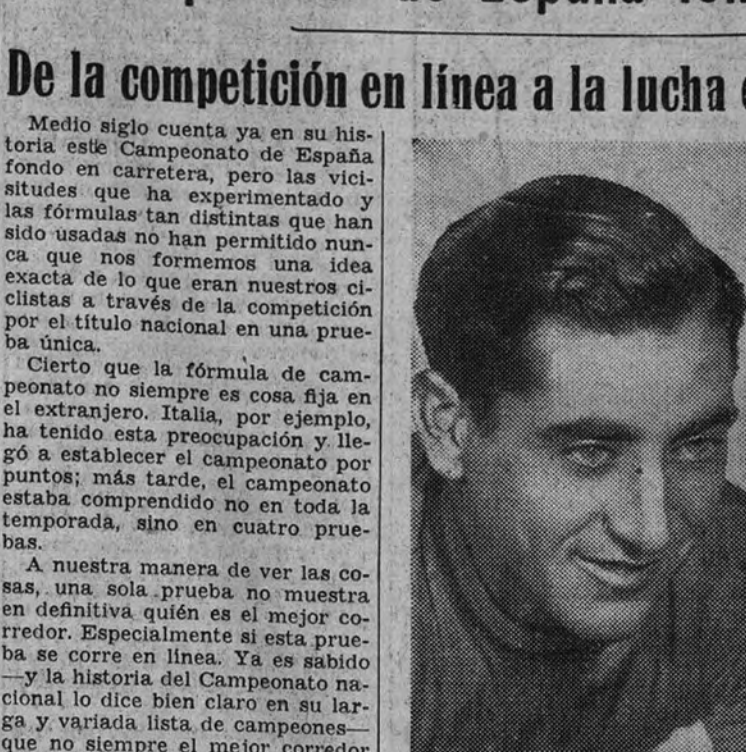 de España
De la competición en línea a la lucha
Medio siglo cuenta ya en su his-
toria este Campeonato de España
fondo en carretera, pero las vici-
situdes que ha experimentado y
las fórmulas tan distintas que han
sido usadas no han permitido nun-
ca que nos formemos una idea
exacta de lo que eran nuestros ci-
clistas a través de la competición
por el título nacional en una prue-
ba única.
Cierto que la fórmula de cam-
peonato no siempre es cosa fija en
el extranjero. Italia, por ejemplo,
ha tenido esta preocupación y lle-
gó a establecer el campeonato por
puntos; más tarde, el campeonato
estaba comprendido no en toda la
temporada, sino en cuatro prue-
bas.
A nuestra manera de ver las co-
sas, una sola prueba no muestra
en definitiva quién es el mejor co-
rredor. Especialmente si esta prue-
ba se corre en línea. Ya es sabido
—y la historia del Campeonato na-
cional lo dice bien claro en su lar-
ga y variada lista de campeones—
que no siempre el mejor corredor